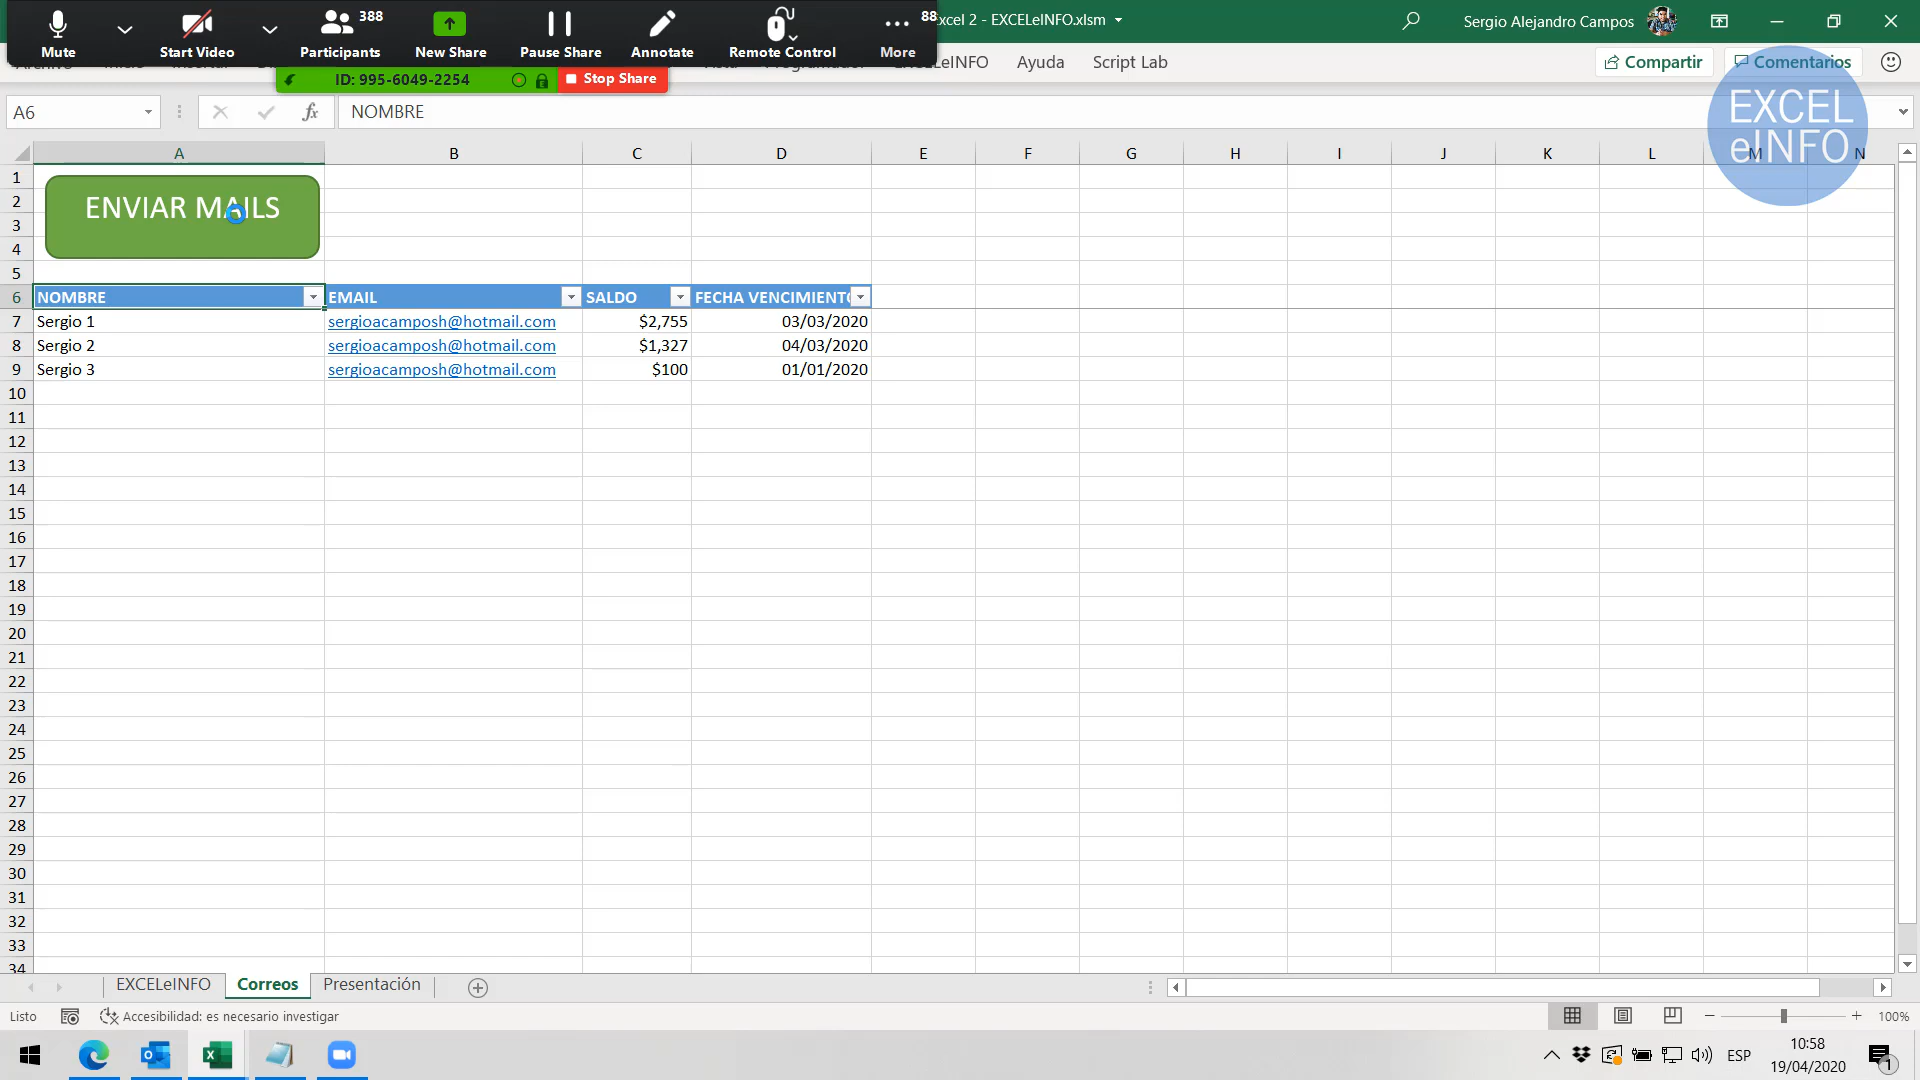 Mute
Start Video
Participants
388
New Share
Pause Share
Annotate
Remote Control
More
88
ID: 995-6049-2254
Stop Share
xcel 2 - EXCELeINFO.xlsm
Sergio Alejandro Campos
Ayuda
Script Lab
Compartir
Comentarios
EXCEL
eINFO
A6
fx
NOMBRE
A B C D E F G H I J K L M N
1
2
3
4
5
ENVIAR MAILS
6 NOMBRE EMAIL SALDO FECHA VENCIMIENTO
7 Sergio 1 sergioacamposh@hotmail.com $2,755 03/03/2020
8 Sergio 2 sergioacamposh@hotmail.com $1,327 04/03/2020
9 Sergio 3 sergioacamposh@hotmail.com $100 01/01/2020
10
11
12
13
14
15
16
17
18
19
20
21
22
23
24
25
26
27
28
29
30
31
32
33
34
EXCELeINFO
Correos
Presentación
Listo
Accesibilidad: es necesario investigar
100%
ESP
10:58
19/04/2020
1